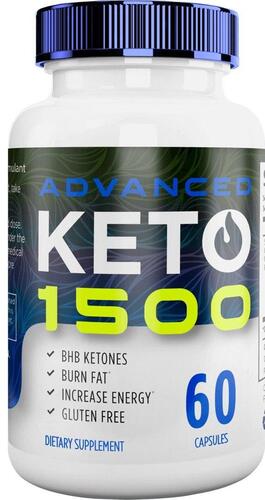 ADVANCED
KETO
1500
✓ BHB KETONES
✓ BURN FAT*
✓ INCREASE ENERGY*
✓ GLUTEN FREE
60
CAPSULES
DIETARY SUPPLEMENT